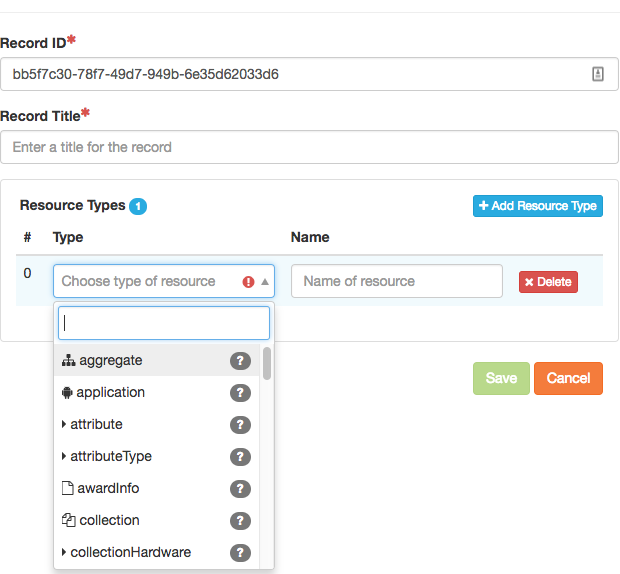 Record ID*
bb5f7c30-78f7-49d7-949b-6e35d62033d6
Record Title*
Enter a title for the record
Resource Types 1
+ Add Resource Type
# Type Name
0 Choose type of resource Name of resource × Delete
aggregate ?
application ?
attribute ?
attributeType ?
awardInfo ?
collection ?
collectionHardware ?
Save Cancel